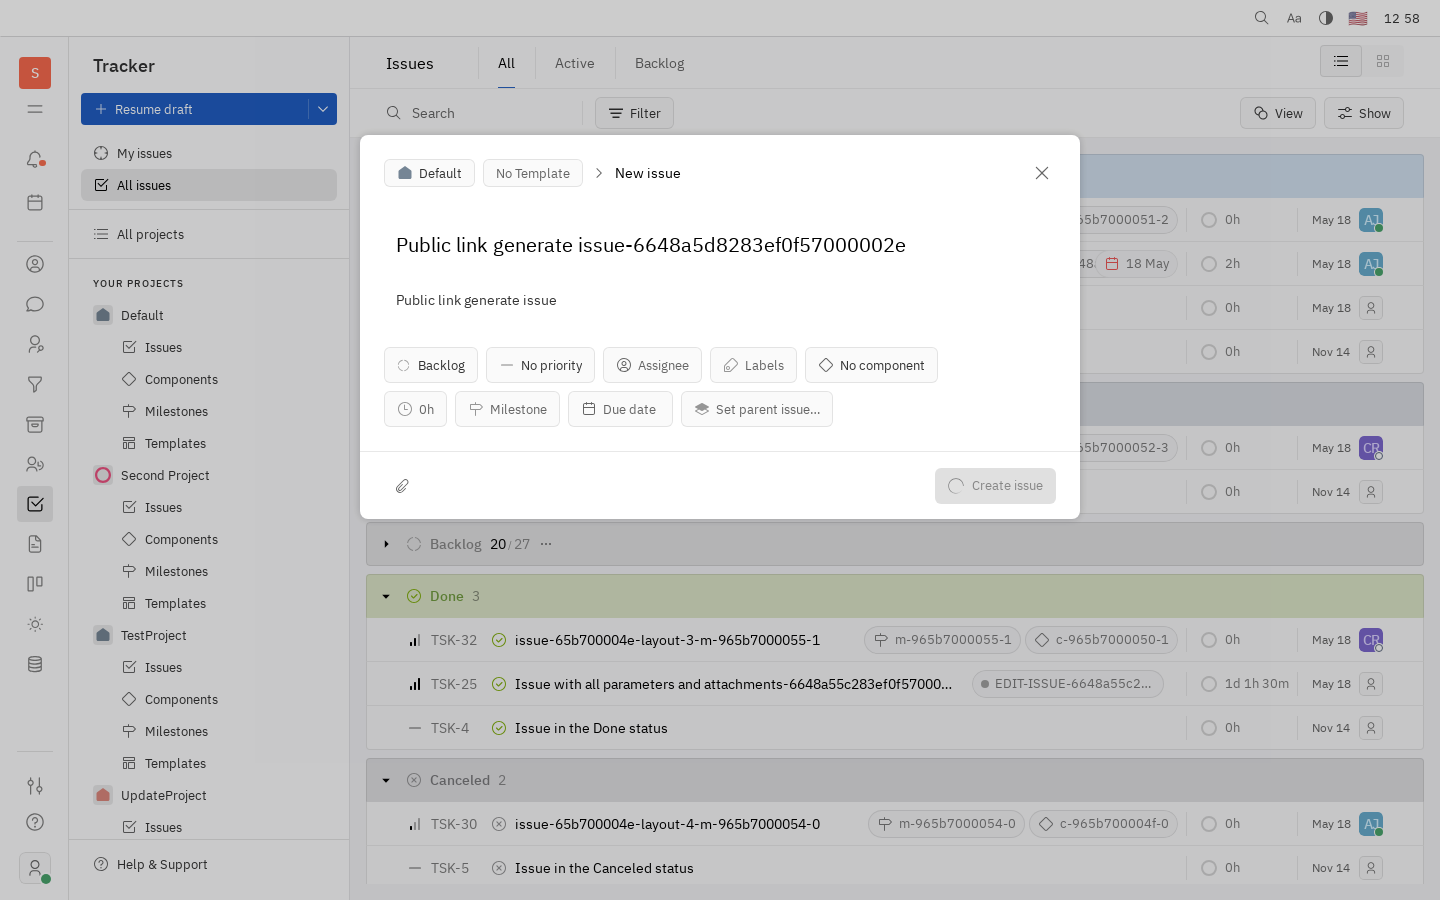 Aa
12 58
S
Tracker
Resume draft
My issues
All issues
All projects
YOUR PROJECTS
Default
Issues
Components
Milestones
Templates
Second Project
Issues
Components
Milestones
Templates
TestProject
Issues
Components
Milestones
Templates
UpdateProject
Issues
Help & Support
Issues
All
Active
Backlog
Search
Filter
View
Show
Default
No Template
New issue
Public link generate issue-6648a5d8283ef0f57000002e
Public link generate issue
Backlog
No priority
Assignee
Labels
No component
0h
Milestone
Due date
Set parent issue...
Create issue
65b7000051-2 0h May 18 AJ
18 May 2h May 18 AJ
0h May 18
0h Nov 14
65b7000052-3 0h May 18 CR
0h Nov 14
Backlog 20/27 ...
Done 3
TSK-32 issue-65b700004e-layout-3-m-965b7000055-1 m-965b7000055-1 c-965b7000050-1 0h May 18 CR
TSK-25 Issue with all parameters and attachments-6648a55c283ef0f57000... EDIT-ISSUE-6648a55c2... 1d 1h 30m May 18
TSK-4 Issue in the Done status 0h Nov 14
Canceled 2
TSK-30 issue-65b700004e-layout-4-m-965b7000054-0 m-965b7000054-0 c-965b700004f-0 0h May 18 AJ
TSK-5 Issue in the Canceled status 0h Nov 14